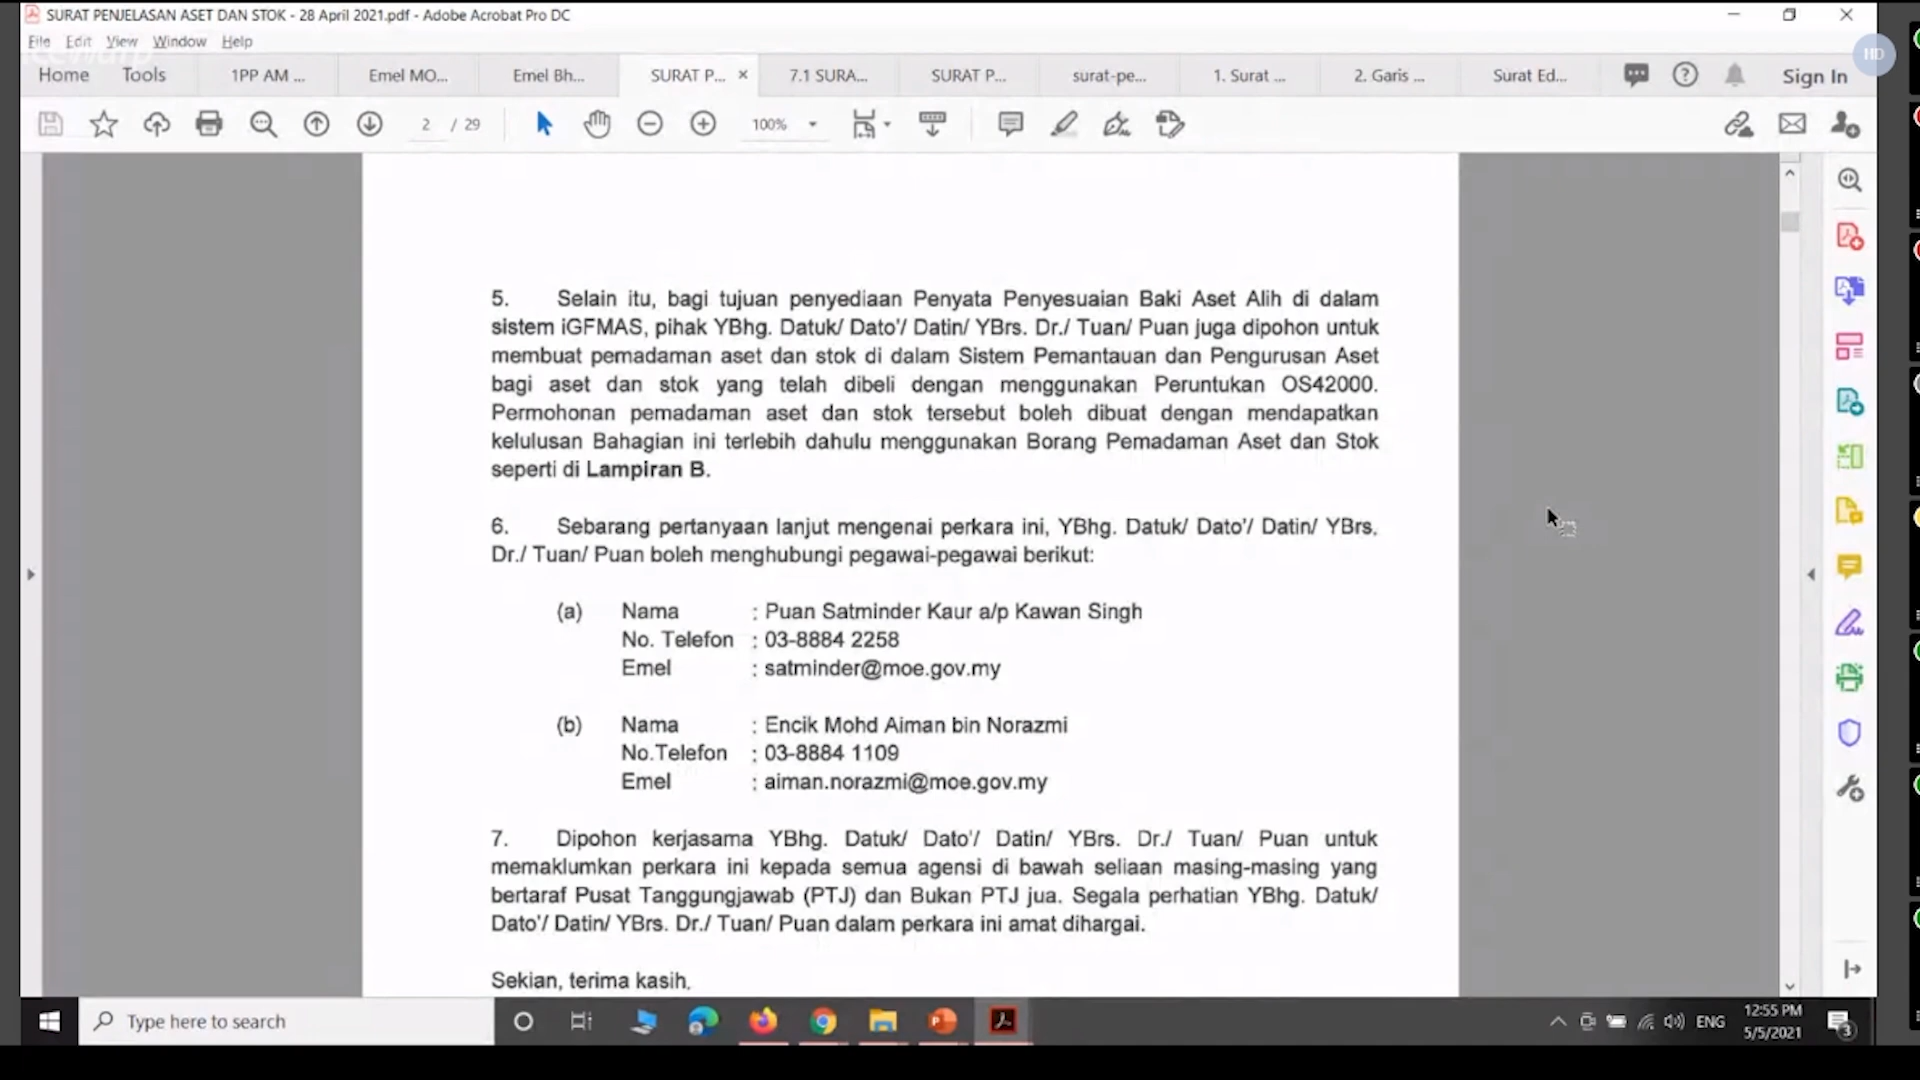 SURAT PENJELASAN ASET DAN STOK - 28 April 2021.pdf - Adobe Acrobat Pro DC
File Edit View Window Help
HD
Home Tools 1PP AM ... Emel MO... Emel Bh... SURAT P... × 7.1 SURA... SURAT P... surat-pe... 1. Surat ... 2. Garis ... Surat Ed... Sign In
2 / 29 100%
5. Selain itu, bagi tujuan penyediaan Penyata Penyesuaian Baki Aset Alih di dalam
sistem iGFMAS, pihak YBhg. Datuk/ Dato'/ Datin/ YBrs. Dr./ Tuan/ Puan juga dipohon untuk
membuat pemadaman aset dan stok di dalam Sistem Pemantauan dan Pengurusan Aset
bagi aset dan stok yang telah dibeli dengan menggunakan Peruntukan OS42000.
Permohonan pemadaman aset dan stok tersebut boleh dibuat dengan mendapatkan
kelulusan Bahagian ini terlebih dahulu menggunakan Borang Pemadaman Aset dan Stok
seperti di Lampiran B.
6. Sebarang pertanyaan lanjut mengenai perkara ini, YBhg. Datuk/ Dato'/ Datin/ YBrs.
Dr./ Tuan/ Puan boleh menghubungi pegawai-pegawai berikut:
(a) Nama : Puan Satminder Kaur a/p Kawan Singh
No. Telefon : 03-8884 2258
Emel : satminder@moe.gov.my
(b) Nama : Encik Mohd Aiman bin Norazmi
No.Telefon : 03-8884 1109
Emel : aiman.norazmi@moe.gov.my
7. Dipohon kerjasama YBhg. Datuk/ Dato'/ Datin/ YBrs. Dr./ Tuan/ Puan untuk
memaklumkan perkara ini kepada semua agensi di bawah seliaan masing-masing yang
bertaraf Pusat Tanggungjawab (PTJ) dan Bukan PTJ jua. Segala perhatian YBhg. Datuk/
Dato'/ Datin/ YBrs. Dr./ Tuan/ Puan dalam perkara ini amat dihargai.
Sekian, terima kasih.
Type here to search
ENG
12:55 PM
5/5/2021
3